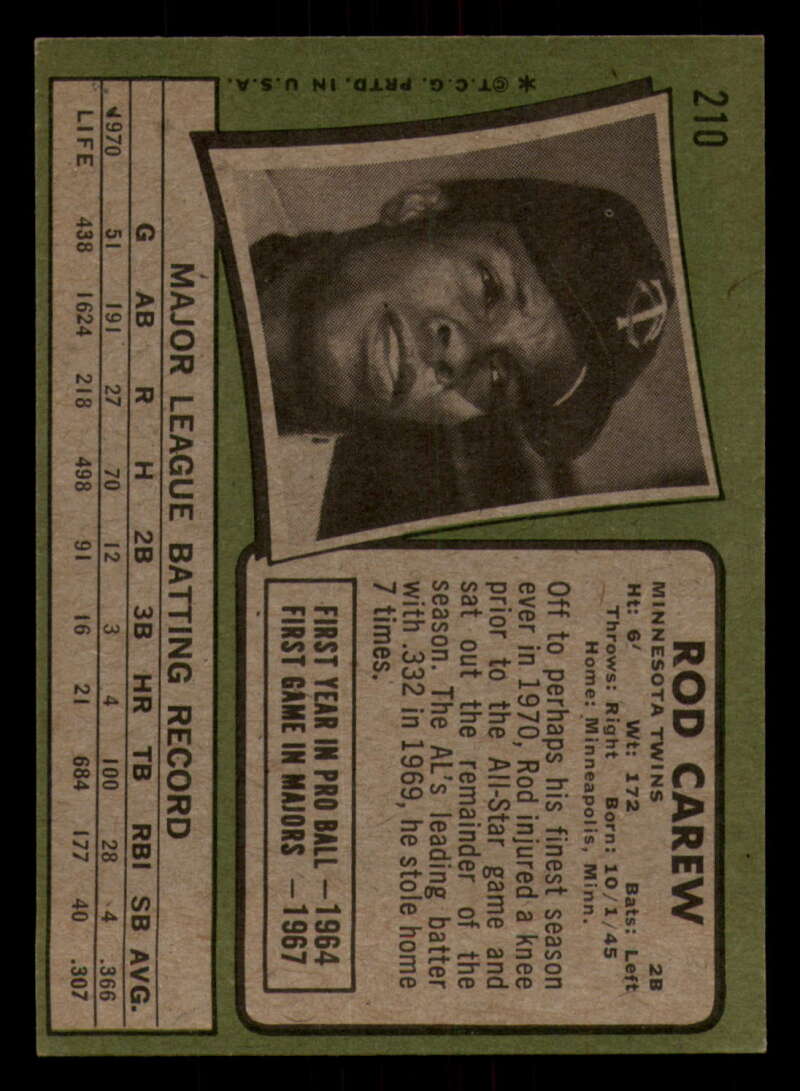 210
* ©T.C.G. PRTD. IN U.S.A.
ROD CAREW
MINNESOTA TWINS 2B
Ht: 6' Wt: 172 Bats: Left
Throws: Right Born: 10/1/45
Home: Minneapolis, Minn.
Off to perhaps his finest season
ever in 1970, Rod injured a knee
prior to the All-Star game and
sat out the remainder of the
season. The AL's leading batter
with .332 in 1969, he stole home
7 times.
FIRST YEAR IN PRO BALL—1964
FIRST GAME IN MAJORS —1967
MAJOR LEAGUE BATTING RECORD
G AB R H 2B 3B HR TB RBI SB AVG.
1970 51 191 27 70 12 3 4 100 28 4 .366
LIFE 438 1624 218 498 91 16 21 684 177 40 .307